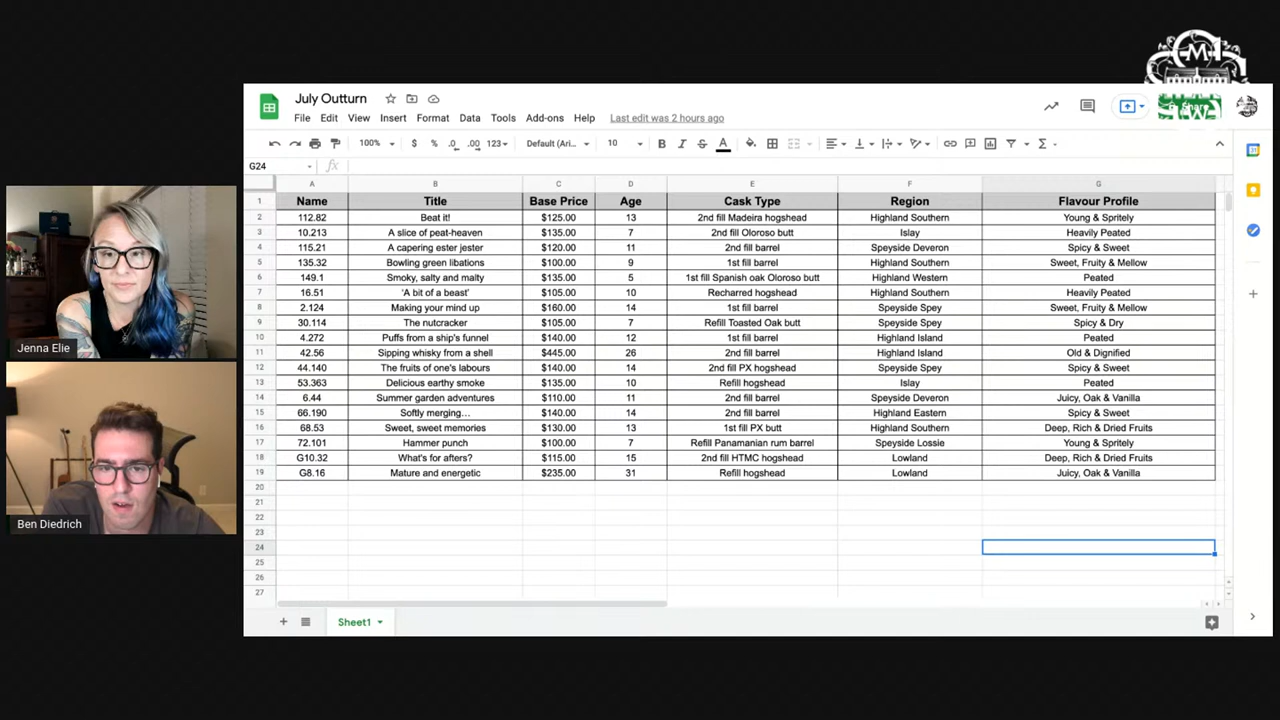 July Outturn
File Edit View Insert Format Data Tools Add-ons Help Last edit was 2 hours ago
100% $ % .0 .00 123 Default (Ari... 10
G24 fx
A B C D E F G
1 Name Title Base Price Age Cask Type Region Flavour Profile
2 112.82 Beat it! $125.00 13 2nd fill Madeira hogshead Highland Southern Young & Spritely
3 10.213 A slice of peat-heaven $135.00 7 2nd fill Oloroso butt Islay Heavily Peated
4 115.21 A capering ester jester $120.00 11 2nd fill barrel Speyside Deveron Spicy & Sweet
5 135.32 Bowling green libations $100.00 9 1st fill barrel Highland Southern Sweet, Fruity & Mellow
6 149.1 Smoky, salty and malty $135.00 5 1st fill Spanish oak Oloroso butt Highland Western Peated
7 16.51 'A bit of a beast' $105.00 10 Recharred hogshead Highland Southern Heavily Peated
8 2.124 Making your mind up $160.00 14 1st fill barrel Speyside Spey Sweet, Fruity & Mellow
9 30.114 The nutcracker $105.00 7 Refill Toasted Oak butt Speyside Spey Spicy & Dry
10 4.272 Puffs from a ship's funnel $140.00 12 1st fill barrel Highland Island Peated
11 42.56 Sipping whisky from a shell $445.00 26 2nd fill barrel Highland Island Old & Dignified
12 44.140 The fruits of one's labours $140.00 14 2nd fill PX hogshead Speyside Spey Spicy & Sweet
13 53.363 Delicious earthy smoke $135.00 10 Refill hogshead Islay Peated
14 6.44 Summer garden adventures $110.00 11 2nd fill barrel Speyside Deveron Juicy, Oak & Vanilla
15 66.190 Softly merging... $140.00 14 2nd fill barrel Highland Eastern Spicy & Sweet
16 68.53 Sweet, sweet memories $130.00 13 1st fill PX butt Highland Southern Deep, Rich & Dried Fruits
17 72.101 Hammer punch $100.00 7 Refill Panamanian rum barrel Speyside Lossie Young & Spritely
18 G10.32 What's for afters? $115.00 15 2nd fill HTMC hogshead Lowland Deep, Rich & Dried Fruits
19 G8.16 Mature and energetic $235.00 31 Refill hogshead Lowland Juicy, Oak & Vanilla
20
21
22
23
24
25
26
27
Sheet1
Jenna Elie
Ben Diedrich